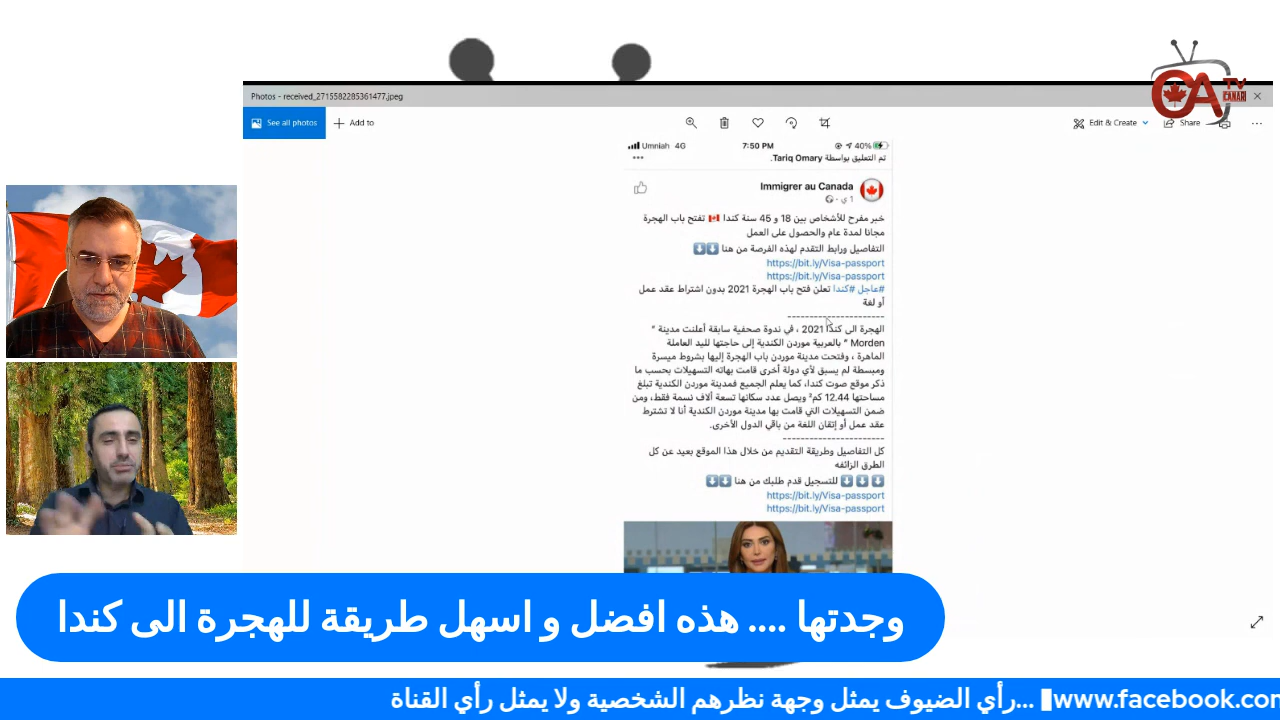 TV
CANARI
Photos - received_2715582285361477.jpeg
See all photos
Add to
Edit & Create
Share
Umniah 4G
7:50 PM
40%
تم التعليق بواسطة Tariq Omary.
Immigrer au Canada
1 ي
خبر مفرح للأشخاص بين 18 و 45 سنة كندا 🇨🇦 تفتح باب الهجرة
مجانا لمدة عام والحصول على العمل
التفاصيل ورابط التقدم لهذه الفرصة من هنا ⬇️⬇️
https://bit.ly/Visa-passport
https://bit.ly/Visa-passport
#عاجل #كندا تعلن فتح باب الهجرة 2021 بدون اشتراط عقد عمل
أو لغة
-----------------------
الهجرة الى كندا 2021 ، في ندوة صحفية سابقة أعلنت مدينة "
Morden " بالعربية موردن الكندية إلى حاجتها لليد العاملة
الماهرة ، وفتحت مدينة موردن باب الهجرة إليها بشروط ميسرة
ومبسطة لم يسبق لأي دولة أخرى قامت بهاته التسهيلات بحسب ما
ذكر موقع صوت كندا، كما يعلم الجميع فمدينة موردن الكندية تبلغ
مساحتها 12.44 كم² ويصل عدد سكانها تسعة ألاف نسمة فقط، ومن
ضمن التسهيلات التي قامت بها مدينة موردن الكندية أنا لا تشترط
عقد عمل أو إتقان اللغة من باقي الدول الأخرى.
------------------------
كل التفاصيل وطريقة التقديم من خلال هذا الموقع بعيد عن كل
الطرق الزائفه
⬇️ ⬇️ ⬇️ للتسجيل قدم طلبك من هنا ⬇️⬇️
https://bit.ly/Visa-passport
https://bit.ly/Visa-passport
وجدتها .... هذه افضل و اسهل طريقة للهجرة الى كندا
رأي الضيوف يمثل وجهة نظرهم الشخصية ولا يمثل رأي القناة... www.facebook.com